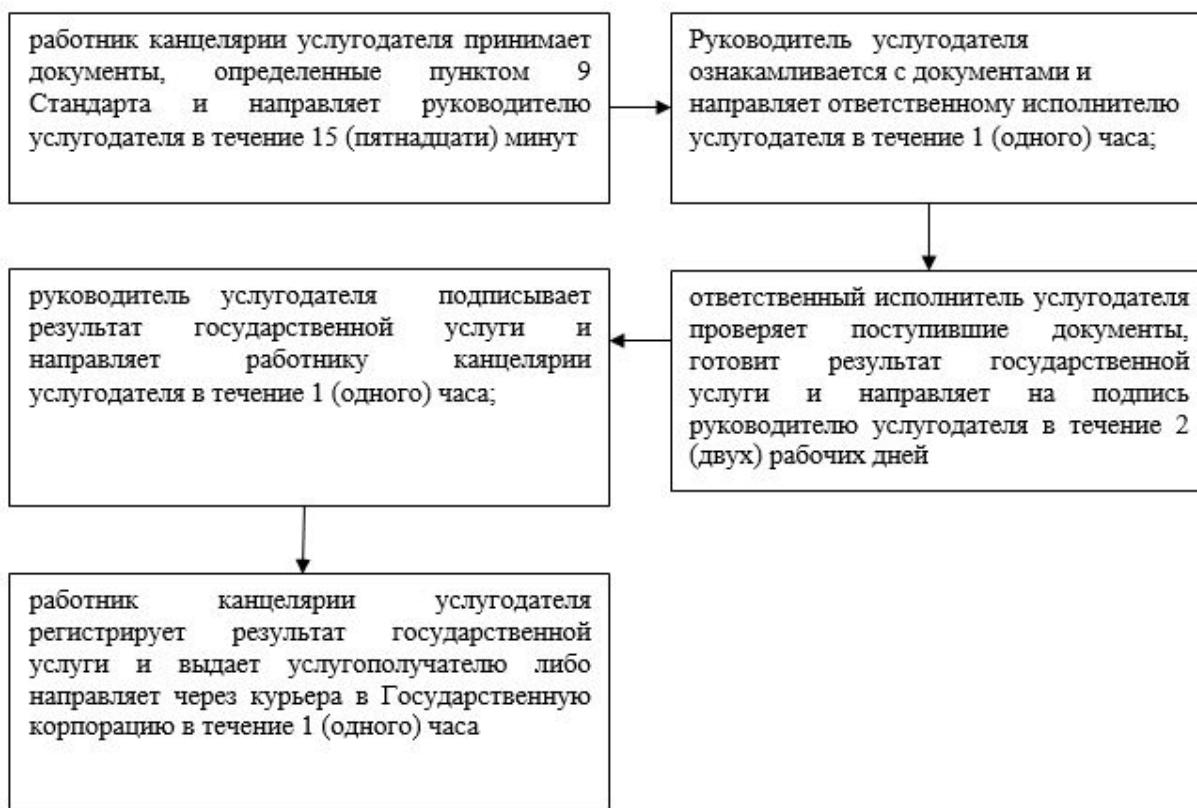 работник канцелярии услугодателя принимает
документы, определенные пунктом 9
Стандарта и направляет руководителю
услугодателя в течение 15 (пятнадцати) минут
Руководитель услугодателя
ознакамливается с документами и
направляет ответственному исполнителю
услугодателя в течение 1 (одного) часа;
ответственный исполнитель услугодателя
проверяет поступившие документы,
готовит результат государственной
услуги и направляет на подпись
руководителю услугодателя в течение 2
(двух) рабочих дней
руководитель услугодателя подписывает
результат государственной услуги и
направляет работнику канцелярии
услугодателя в течение 1 (одного) часа;
работник канцелярии услугодателя
регистрирует результат государственной
услуги и выдает услугополучателю либо
направляет через курьера в Государственную
корпорацию в течение 1 (одного) часа